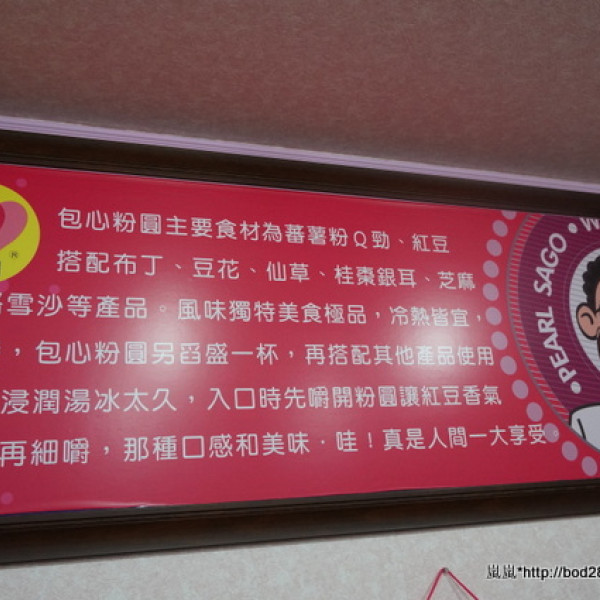 包心粉圓主要食材為蕃薯粉Q勁、紅豆
搭配布丁、豆花、仙草、桂棗銀耳、芝麻
雪沙等產品。風味獨特美食極品，冷熱皆宜，
，包心粉圓另舀盛一杯，再搭配其他產品使用
浸潤湯冰太久，入口時先嚼開粉圓讓紅豆香氣
再細嚼，那種口感和美味．哇！真是人間一大享受。
®
PEARL SAGO • W
嵐嵐*http://bod28